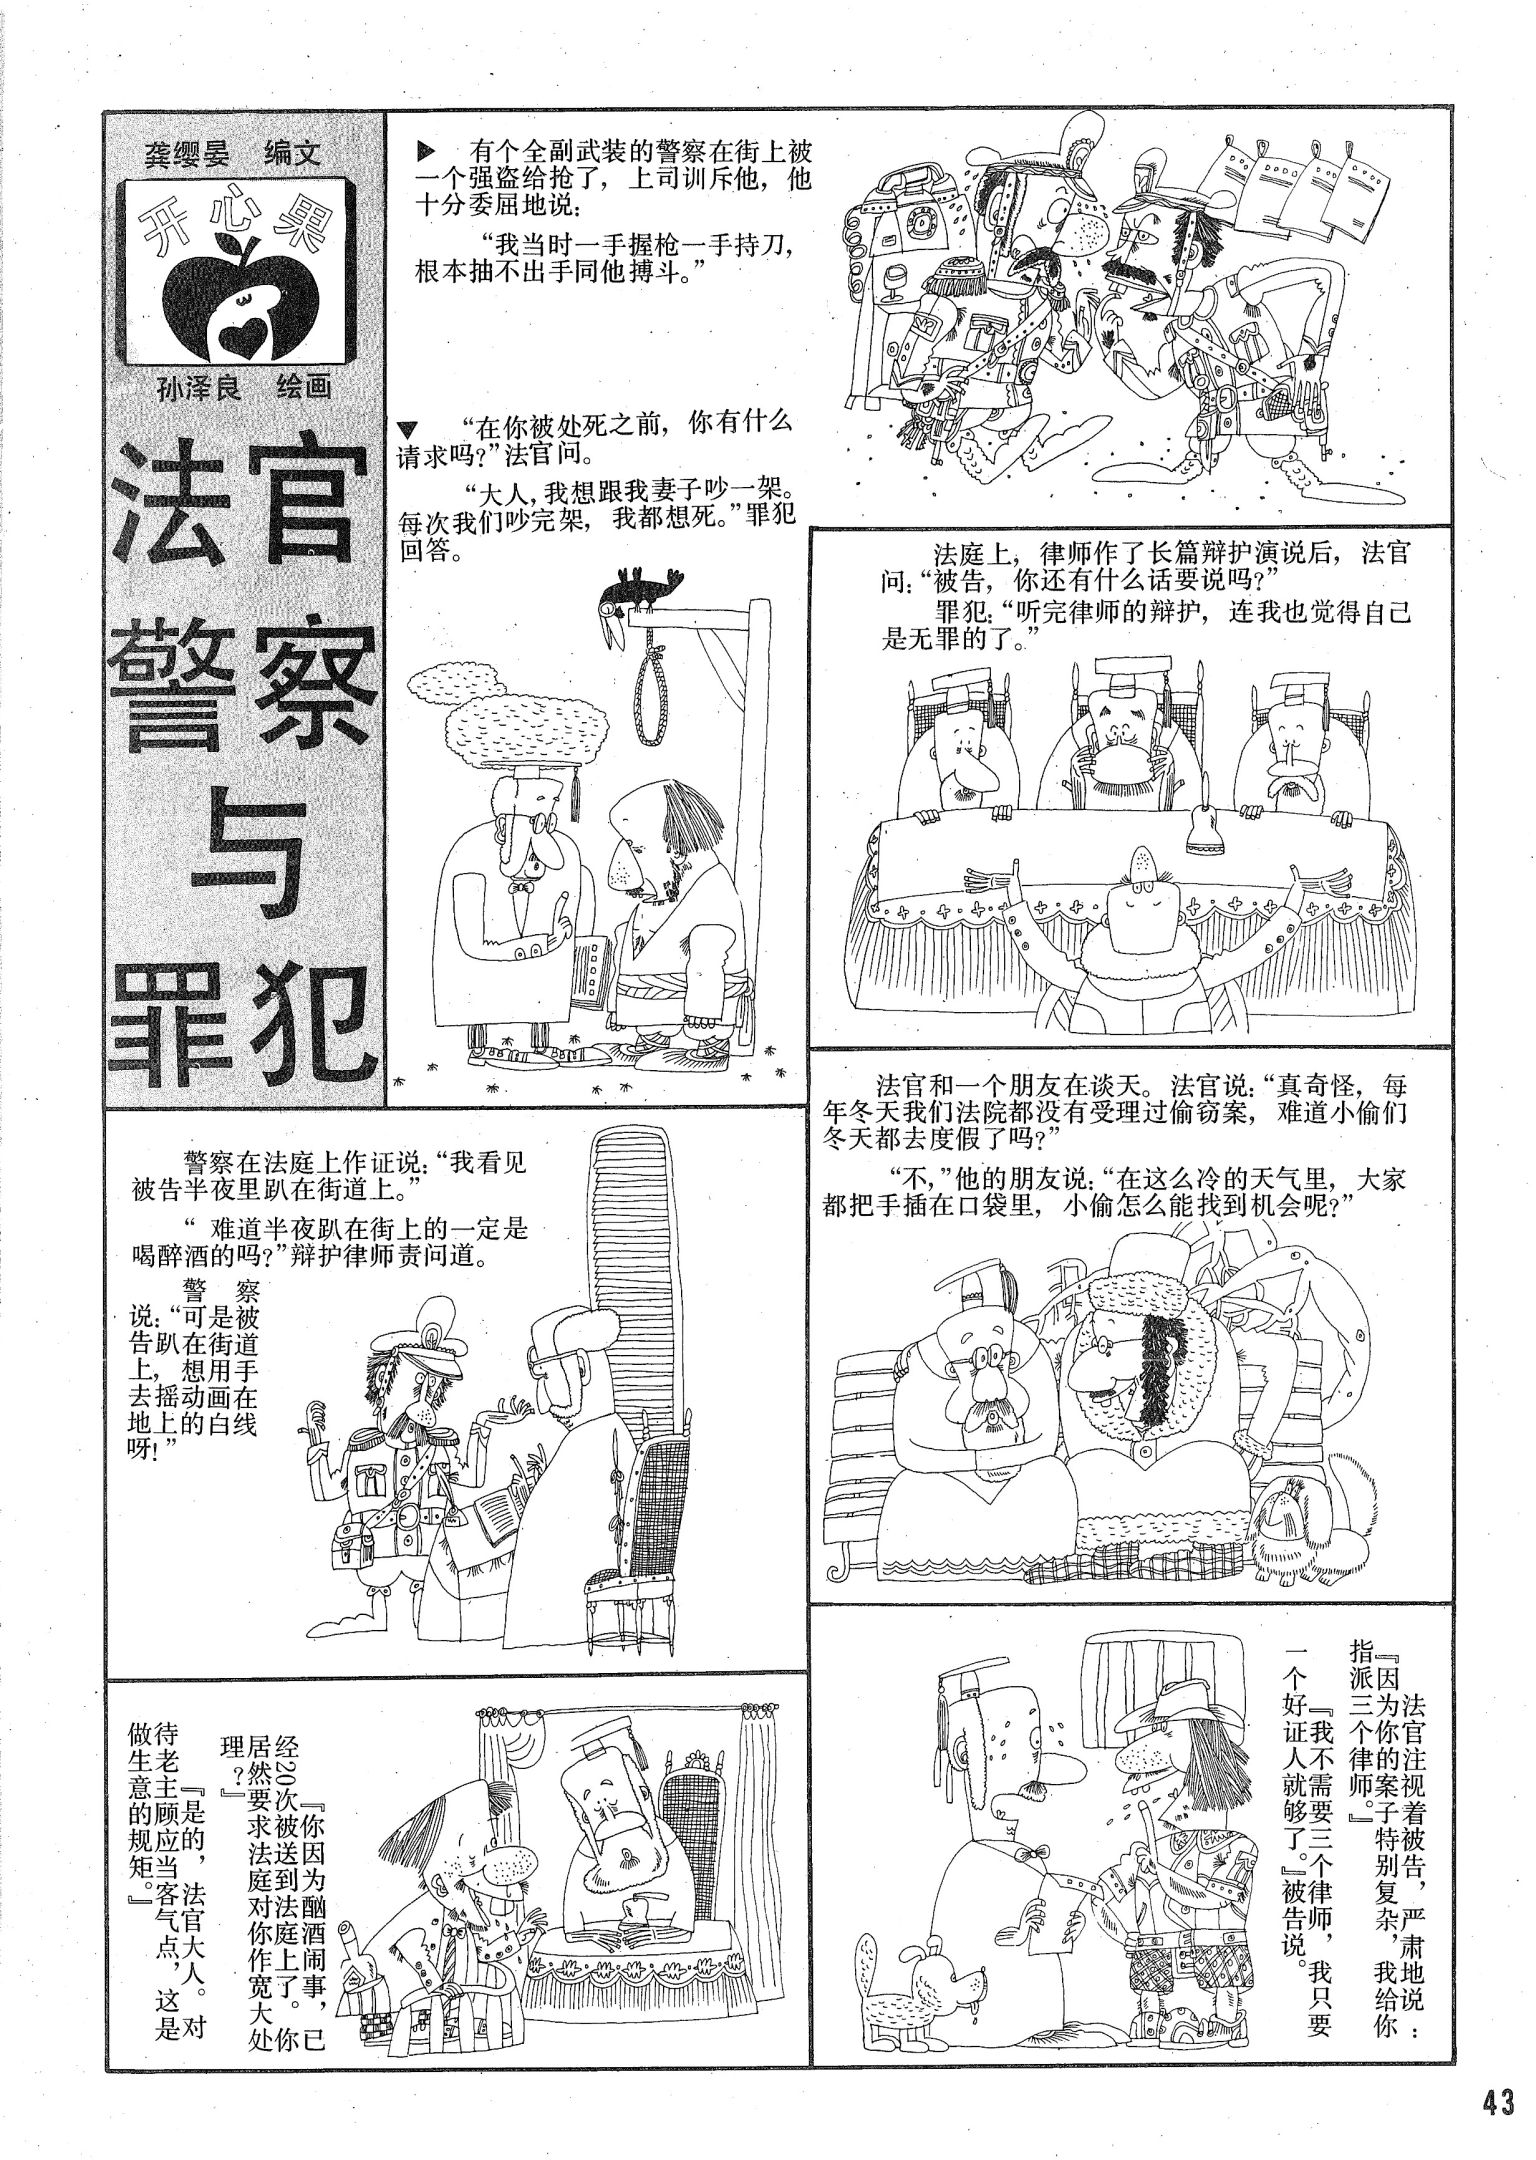 龚缨晏 编文
开心果
孙泽良 绘画
法官
警察
与
罪犯
▶ 有个全副武装的警察在街上被
一个强盗给抢了，上司训斥他，他
十分委屈地说：
“我当时一手握枪一手持刀，
根本抽不出手同他搏斗。”
▼ “在你被处死之前，你有什么
请求吗？”法官问。
“大人，我想跟我妻子吵一架。
每次我们吵完架，我都想死。”罪犯
回答。
法庭上，律师作了长篇辩护演说后，法官
问：“被告，你还有什么话要说吗？”
罪犯：“听完律师的辩护，连我也觉得自己
是无罪的了。”
法官和一个朋友在谈天。法官说：“真奇怪，每
年冬天我们法院都没有受理过偷窃案，难道小偷们
冬天都去度假了吗？”
“不，”他的朋友说：“在这么冷的天气里，大家
都把手插在口袋里，小偷怎么能找到机会呢？”
警察在法庭上作证说：“我看见
被告半夜里趴在街道上。”
“ 难道半夜趴在街上的一定是
喝醉酒的吗？”辩护律师责问道。
警察
说：“可是被
告趴在街道
上，想用手
去摇动画在
地上的白线
呀！”
『你因为酗酒闹事，已
经20次被送到法庭上了。你
居然要求法庭对你作宽大处
理？』
『是的，法官大人。对
待老主顾应当客气点，这是
做生意的规矩。』
法官注视着被告，严肃地说：
『因为你的案子特别复杂，我给你
指派三个律师。』
『我不需要三个律师，我只要
一个好证人就够了。』被告说。
43